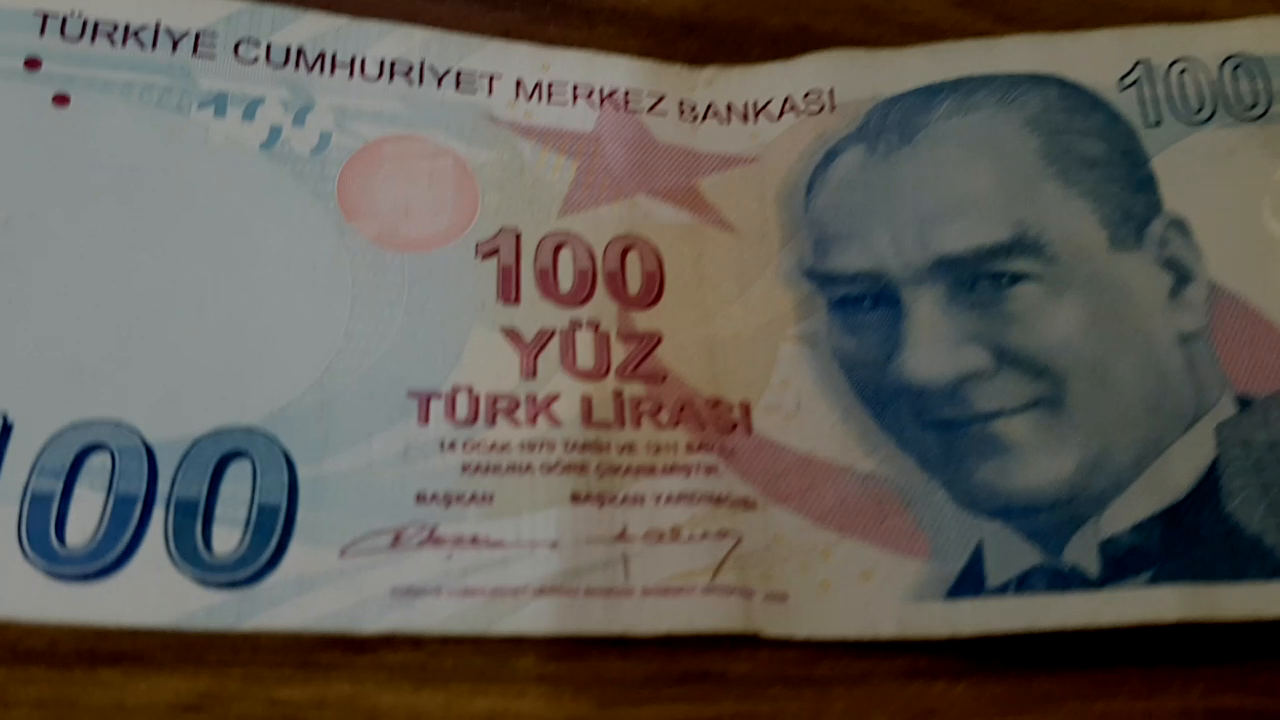 TÜRKİYE CUMHURİYET MERKEZ BANKASI
100
100
100
YÜZ
TÜRK LİRASI
14 OCAK 1970 TARİH VE 1211 SAYILI
KANUNA GÖRE ÇIKARILMIŞTIR.
BAŞKAN BAŞKAN YARDIMCISI
00